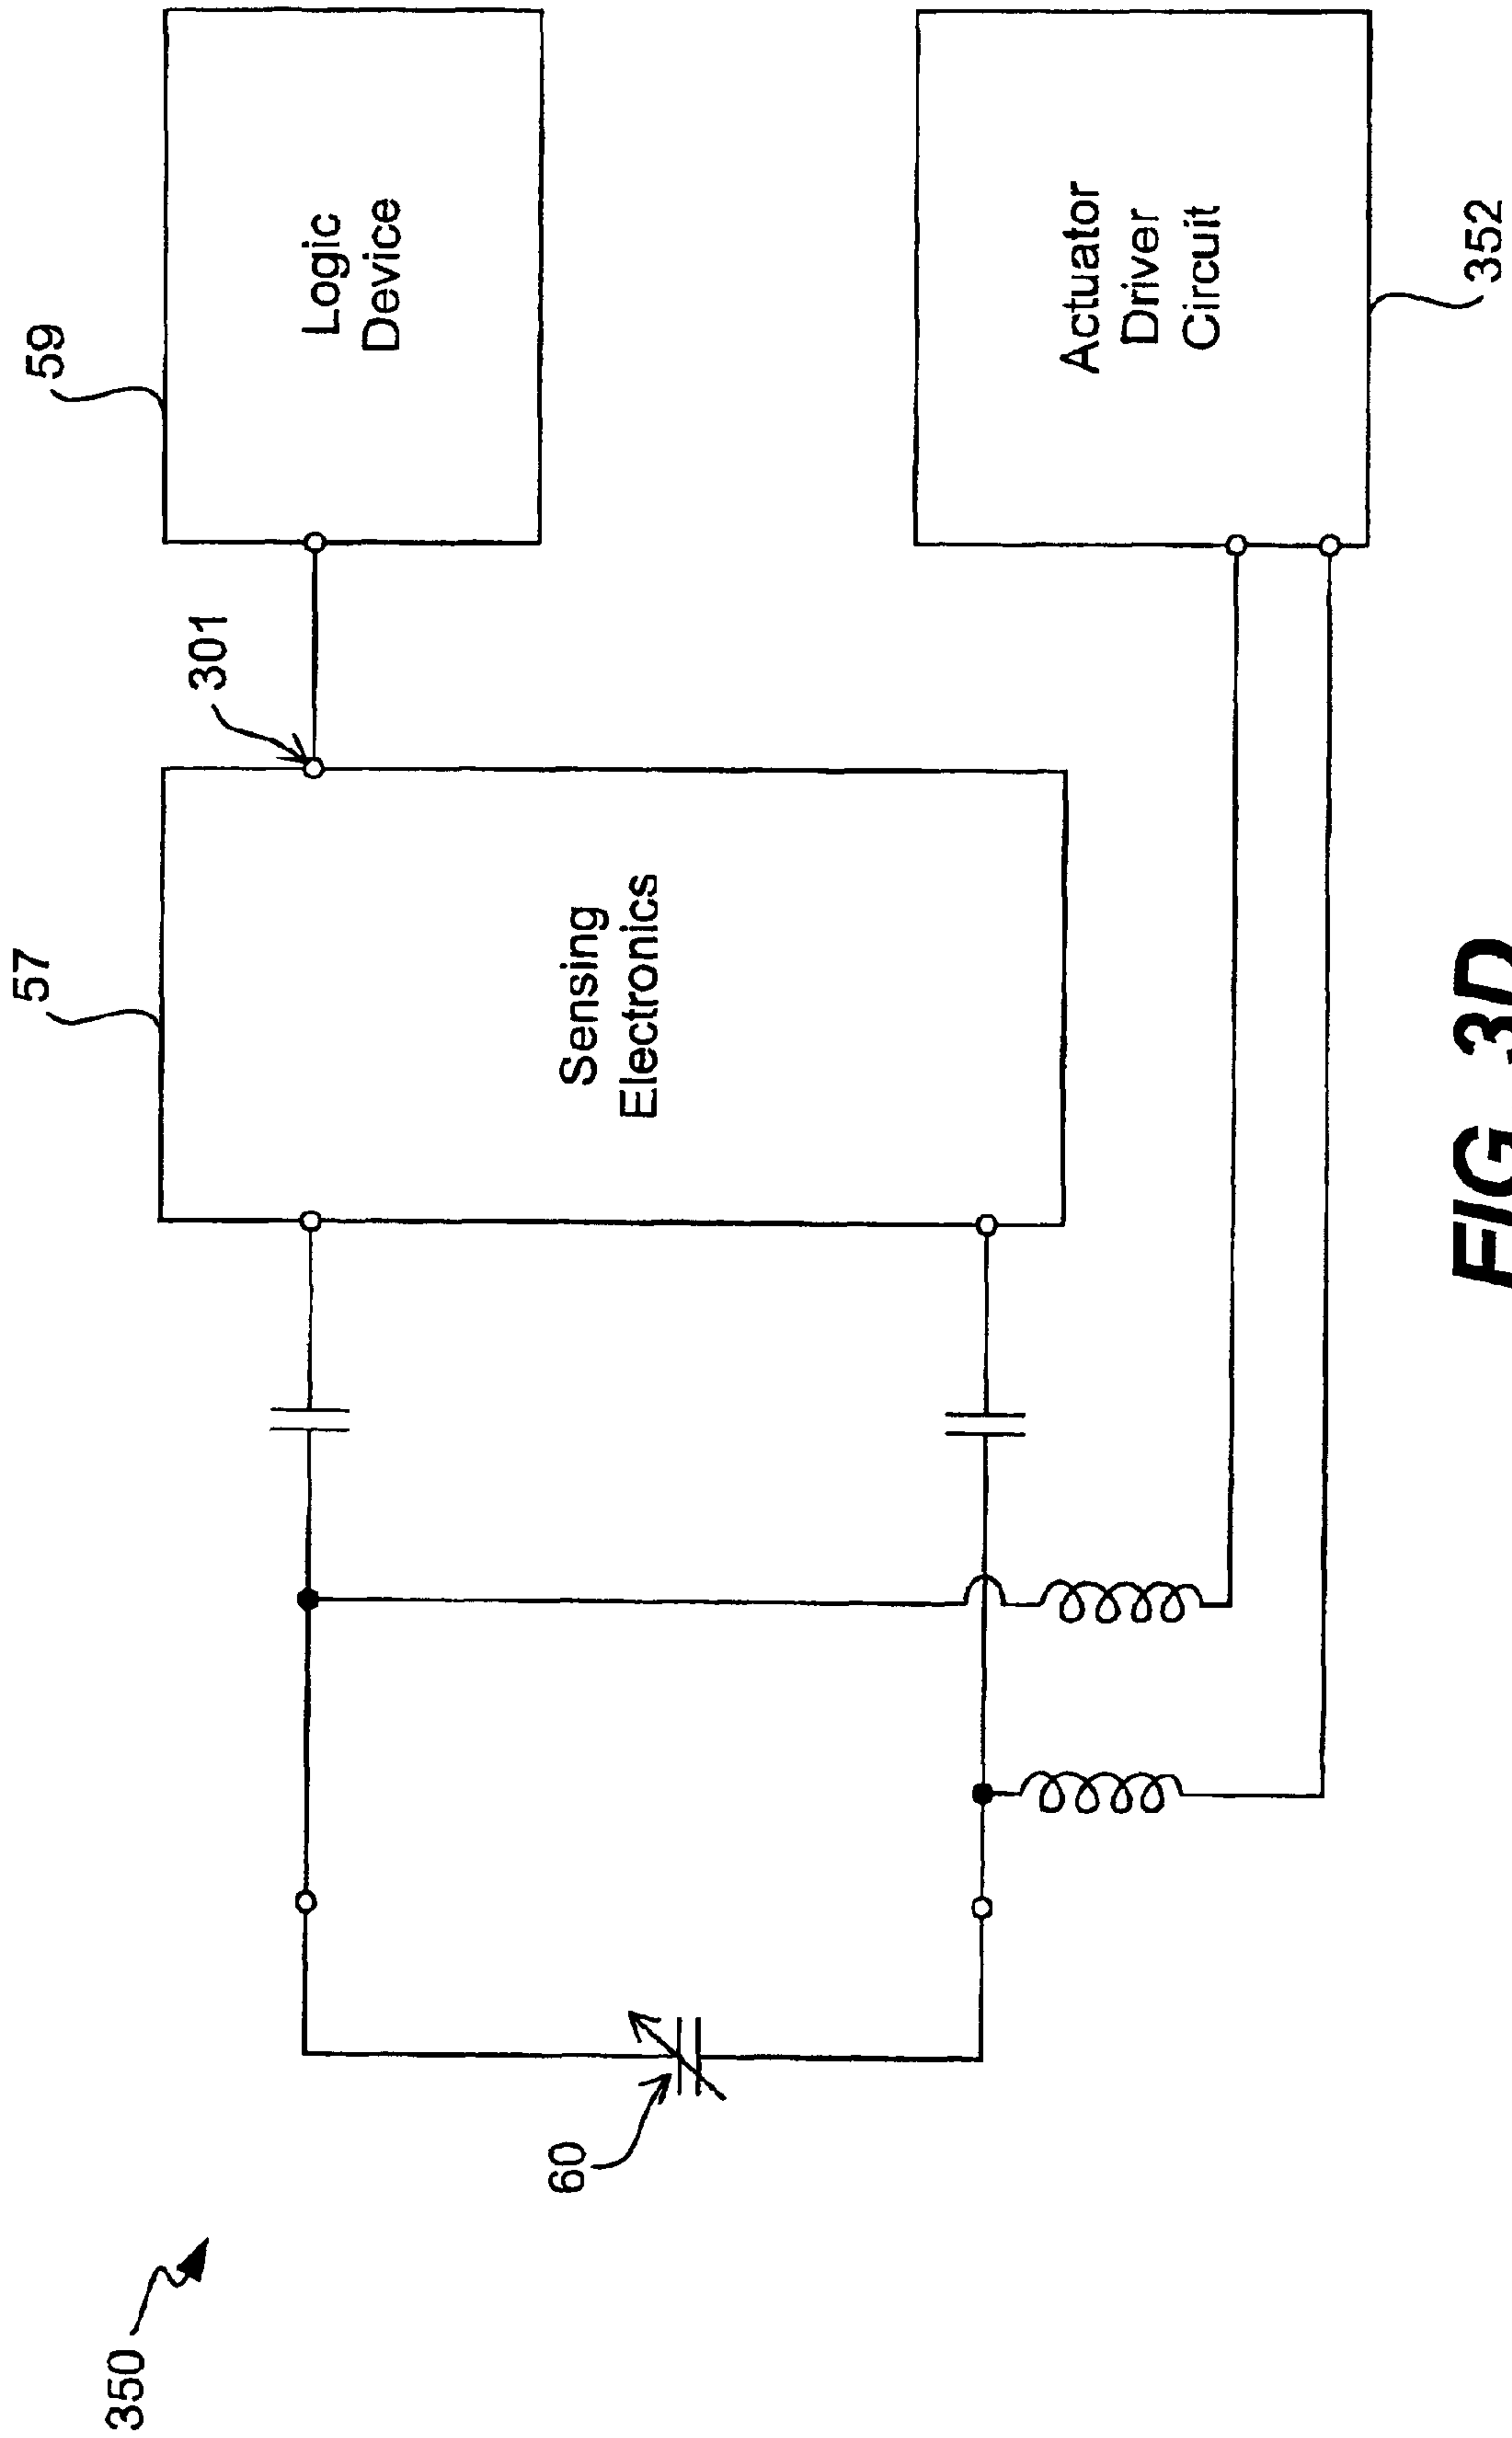 350
60
57
Sensing
Electronics
301
59
Logic
Device
Actuator
Driver
Circuit
352
FIG. 3D